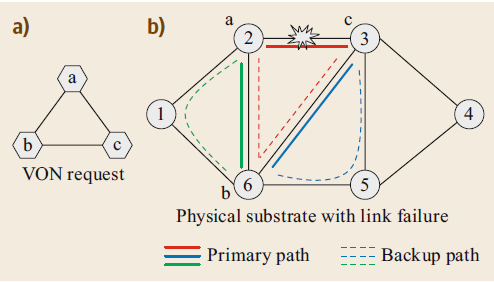 a)
a
b
c
VON request
b)
a
c
2
3
1
4
b
6
5
Physical substrate with link failure
Primary path
Backup path